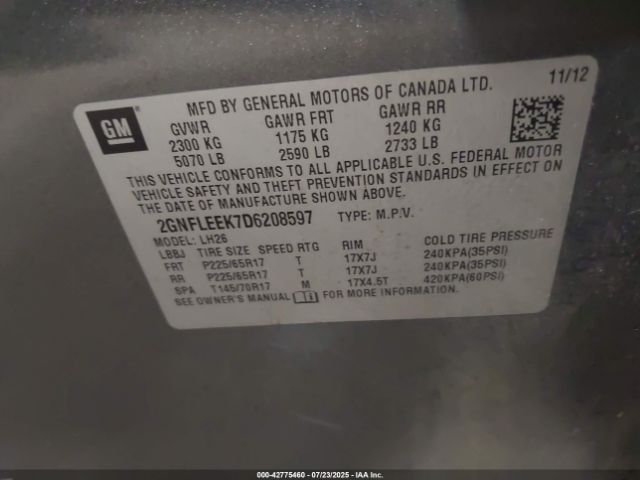 GM
MFD BY GENERAL MOTORS OF CANADA LTD. 11/12
GVWR GAWR FRT GAWR RR
2300 KG 1175 KG 1240 KG
5070 LB 2590 LB 2733 LB
THIS VEHICLE CONFORMS TO ALL APPLICABLE U.S. FEDERAL MOTOR
VEHICLE SAFETY AND THEFT PREVENTION STANDARDS IN EFFECT ON
THE DATE OF MANUFACTURE SHOWN ABOVE.
2GNFLEEK7D6208597 TYPE: M.P.V.
MODEL: LH26
LBBJ TIRE SIZE SPEED RTG RIM COLD TIRE PRESSURE
FRT P225/65R17 T 17X7J 240KPA(35PSI)
RR P225/65R17 T 17X7J 240KPA(35PSI)
SPA T145/70R17 M 17X4.5T 420KPA(60PSI)
SEE OWNER'S MANUAL FOR MORE INFORMATION.
000-42775460 - 07/23/2025 - IAAI, Inc.